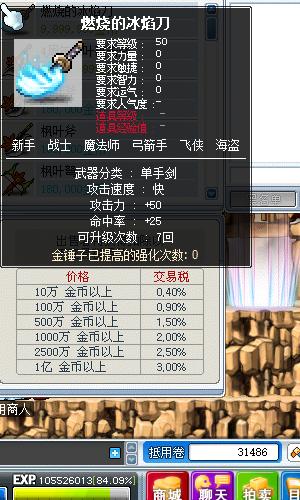 燃烧的冰焰刀
燃烧的冰焰刀
要求等级: 50
要求力量: 0
要求敏捷: 0
要求智力: 0
要求运气: 0
要求人气度: -
道具等级: -
道具经验值: -
新手 战士 魔法师 弓箭手 飞侠 海盗
武器分类: 单手剑
攻击速度: 快
攻击力: +50
命中率: +25
可升级次数: 7回
金锤子已提高的强化次数: 0
价格 交易税
10万 金币以上 0,40%
100万 金币以上 0,90%
500万 金币以上 1,50%
1000万 金币以上 2,00%
2500万 金币以上 2,50%
1亿 金币以上 3,00%
用商人
抵用卷 31486
EXP. 105526013[84.09%]
商城 聊天 拍卖